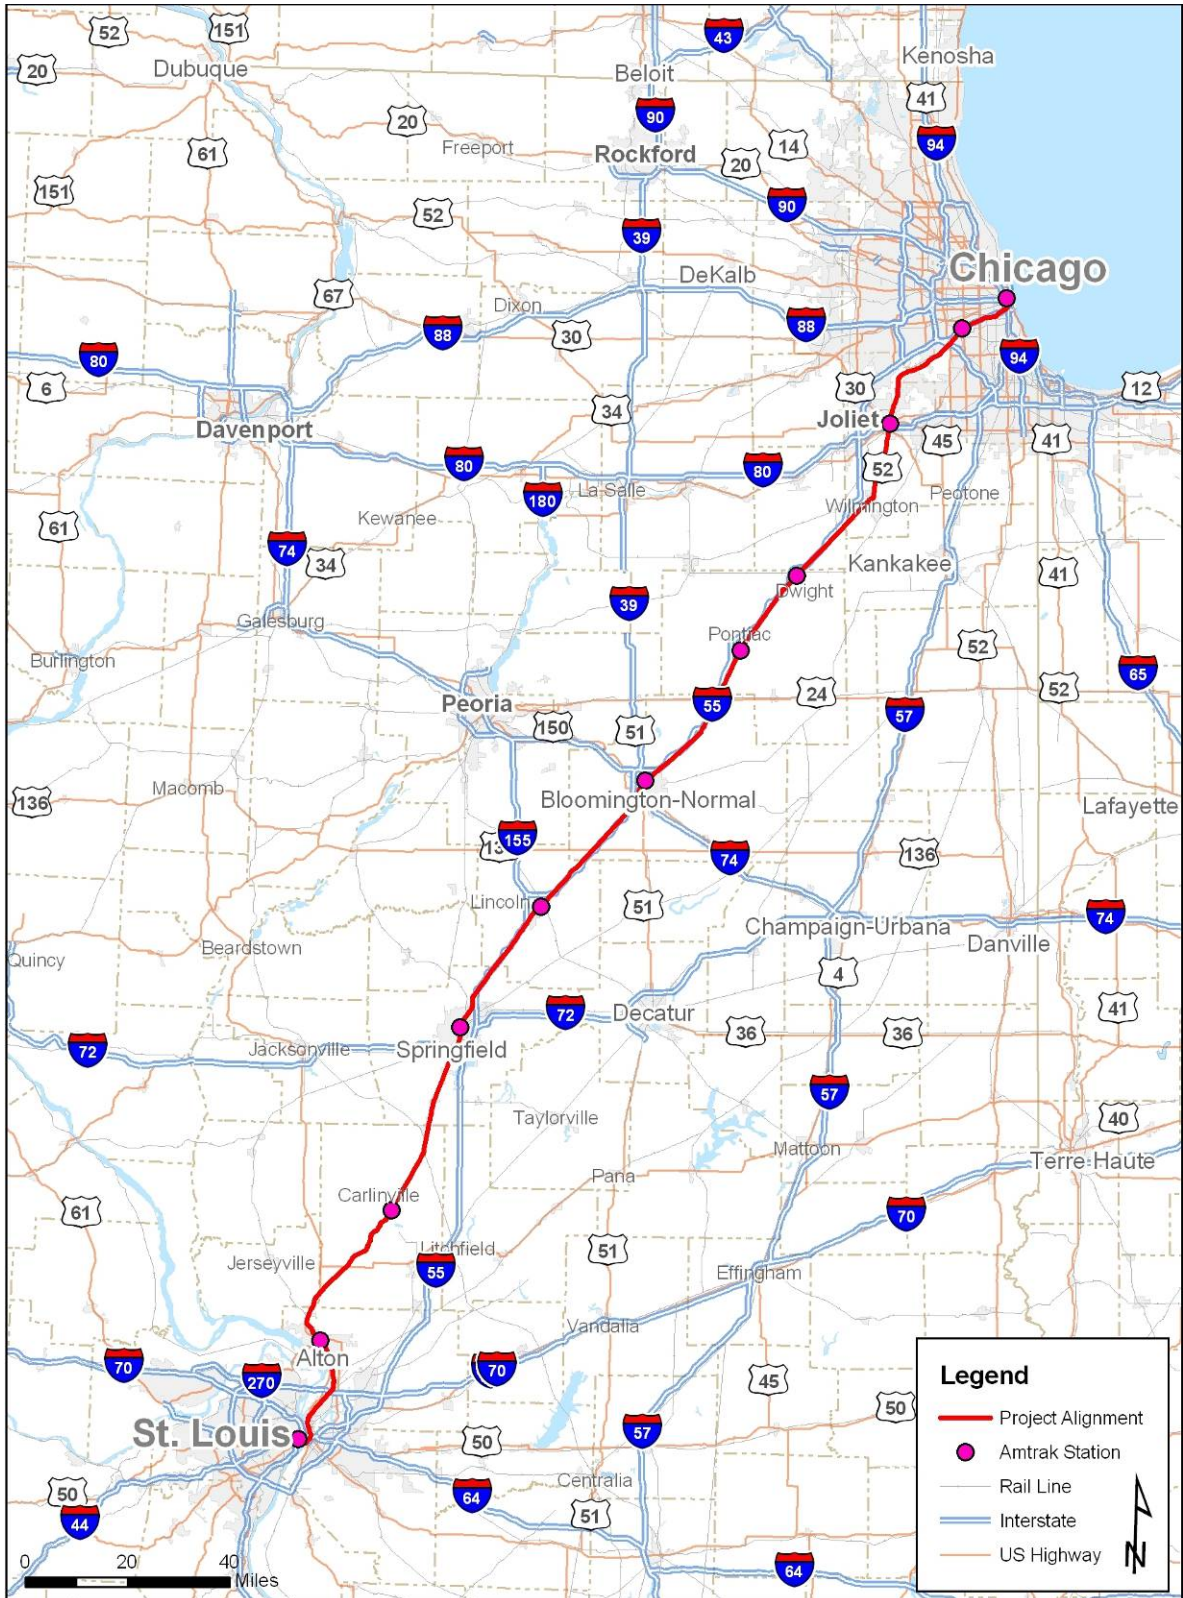 52
151
43
Kenosha
20
Dubuque
Beloit
41
90
20
94
61
Freeport
14
Rockford
20
151
90
52
39
DeKalb
Chicago
67
Dixon
88
30
88
94
80
6
30
12
34
Joliet
Davenport
45
41
80
80
52
180
La Salle
Peotone
Wilmington
61
Kewanee
74
34
Kankakee
41
Dwight
39
Galesburg
Pontiac
52
Burlington
65
24
52
Peoria
55
57
150
51
Macomb
Bloomington-Normal
136
Lafayette
155
13
74
136
Lincoln
51
74
Champaign-Urbana
Beardstown
Danville
Quincy
4
72
Decatur
41
36
36
72
Jacksonville
Springfield
57
Taylorville
40
Mattoon
Terre Haute
Pana
Carlinville
61
70
Litchfield
51
Jerseyville
55
Effingham
Vandalia
Alton
70
70
270
45
50
St. Louis
57
50
Centralia
50
64
51
44
64
0 20 40
Miles
Legend
Project Alignment
Amtrak Station
Rail Line
Interstate
US Highway
N